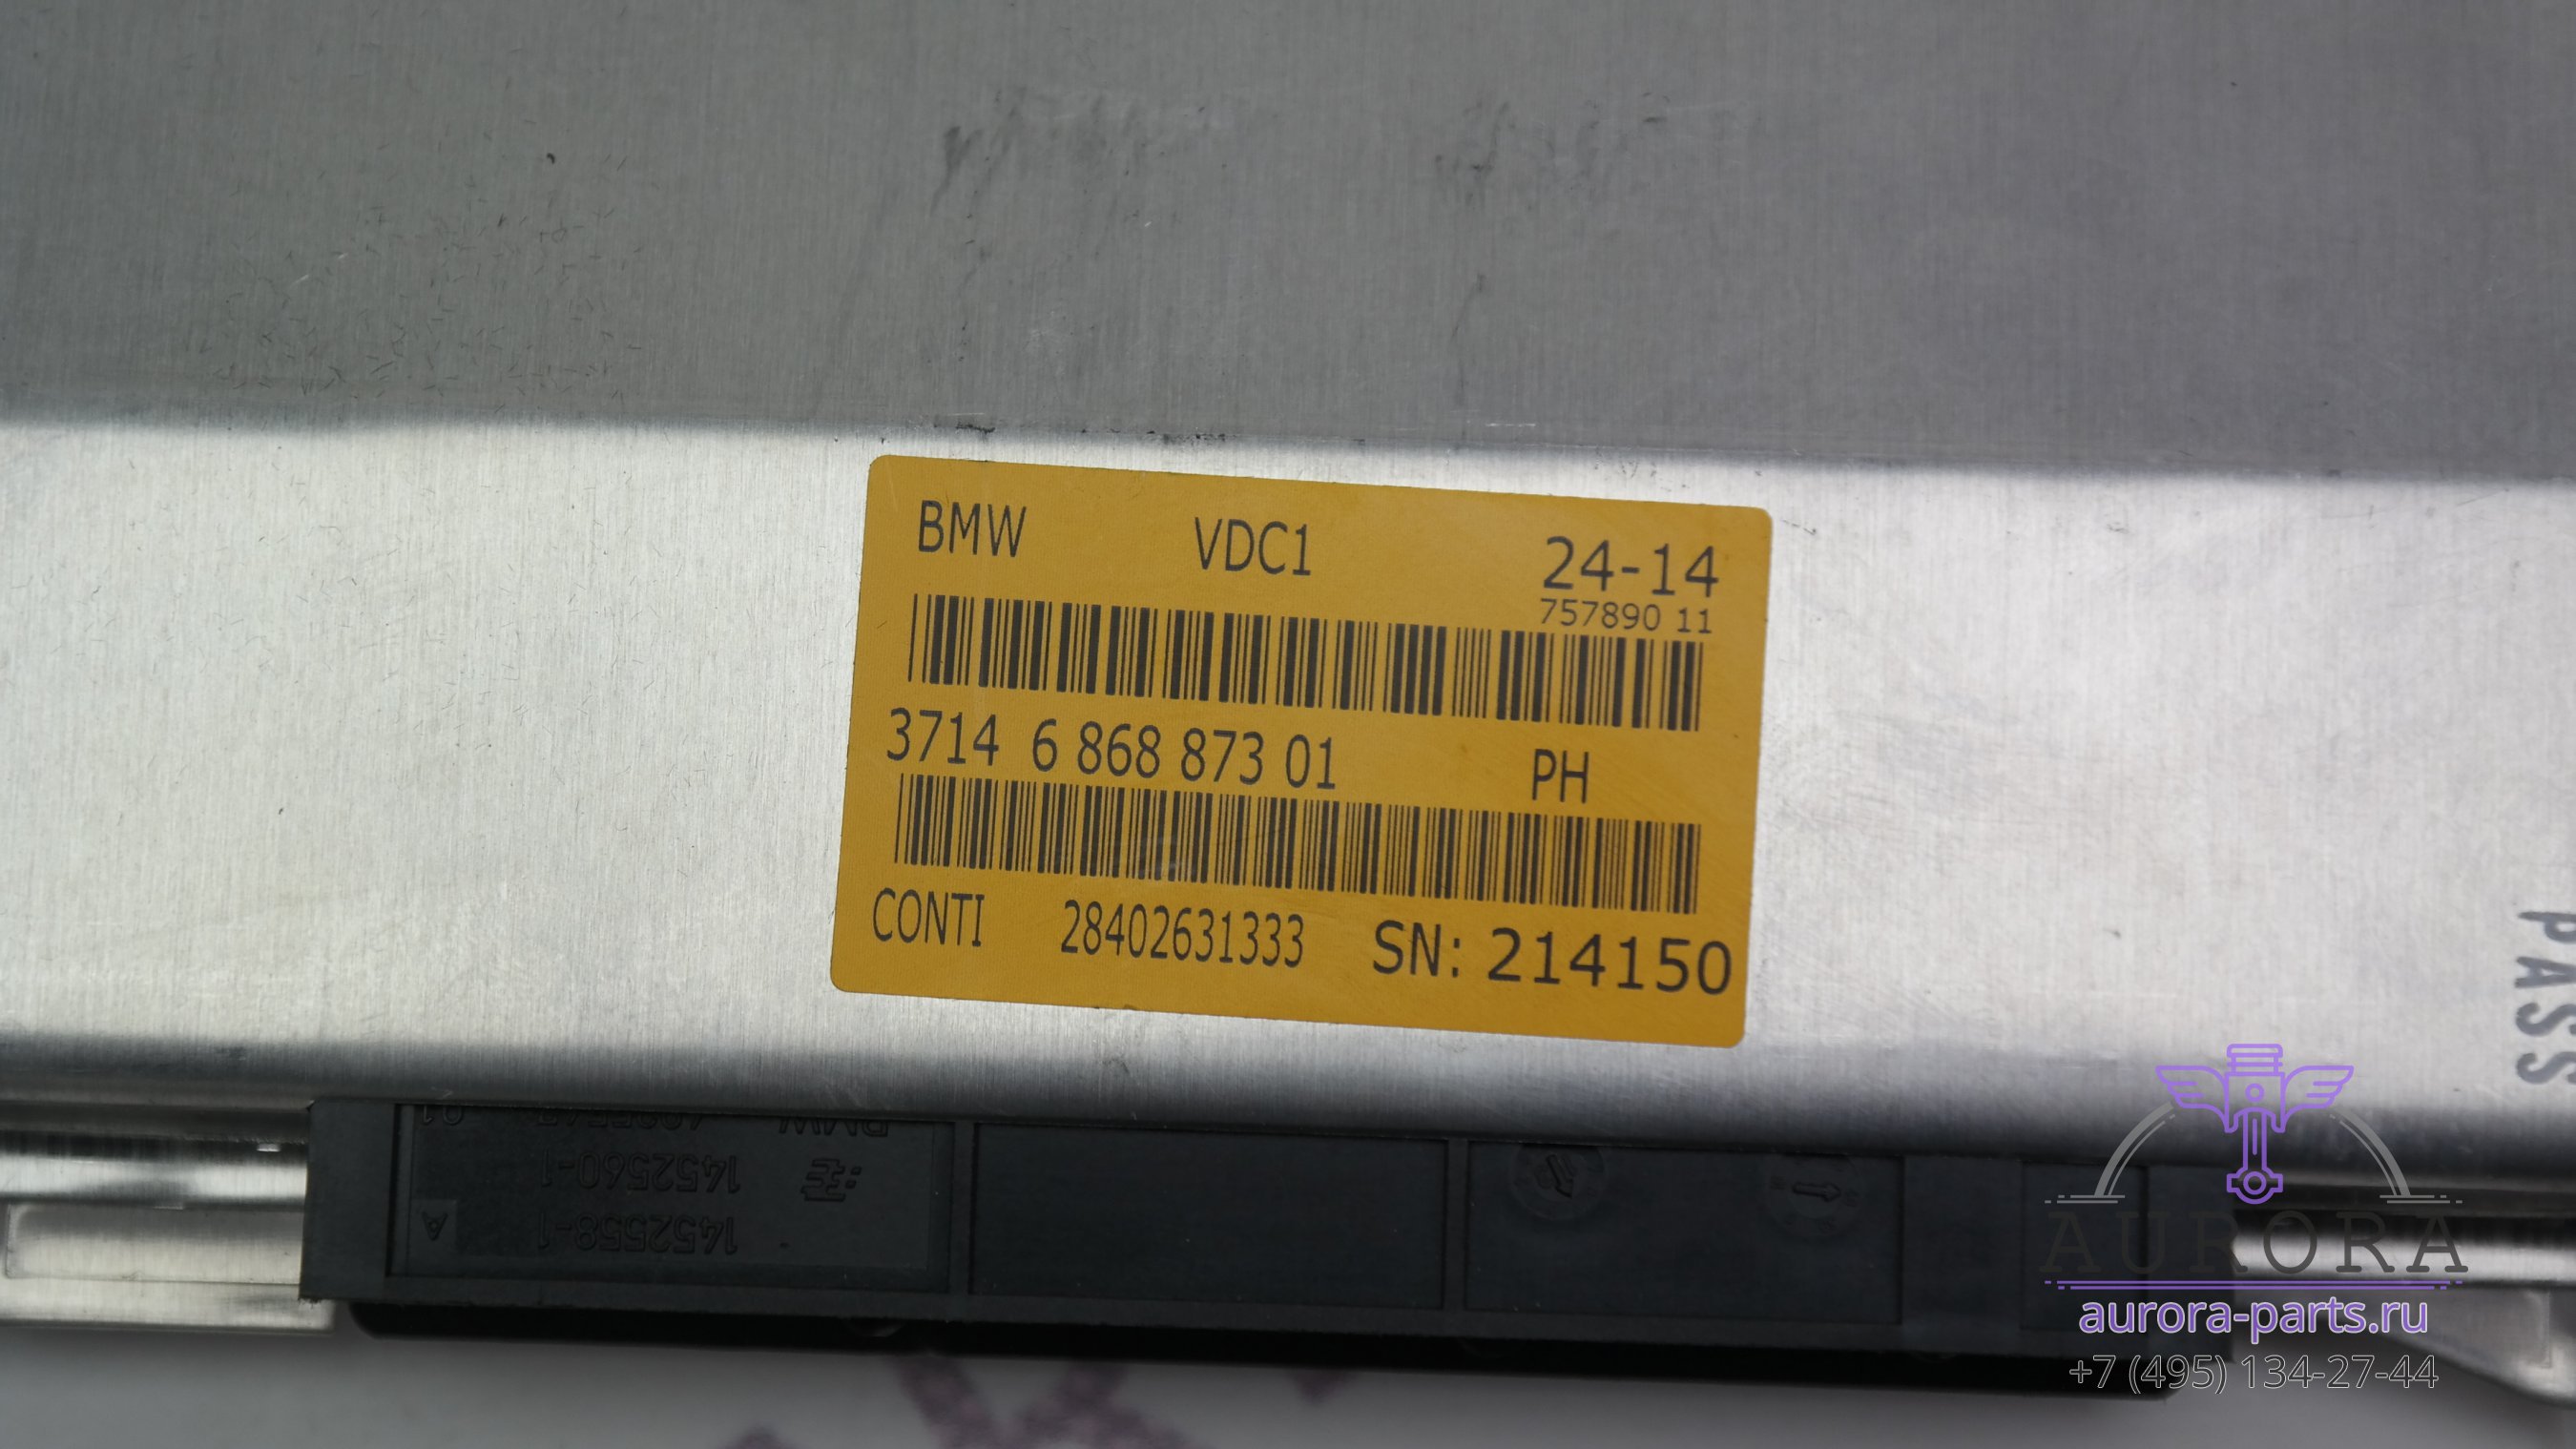 BMW VDC1 24-14
757890 11
3714 6 868 873 01 PH
CONTI 28402631333 SN: 214150
PASS
BMW
1452560-1
1452558-1
A
AURORA
aurora-parts.ru
+7 (495) 134-27-44